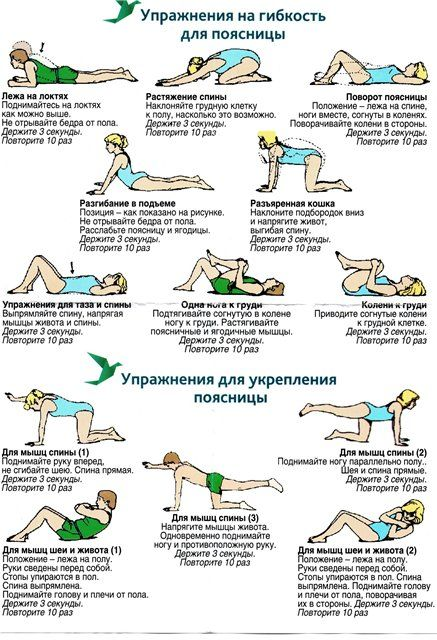 Упражнения на гибкость
для поясницы
Лежа на локтях
Поднимайтесь на локтях
как можно выше.
Не отрывайте бедра от пола.
Держите 3 секунды.
Повторите 10 раз
Растяжение спины
Наклоняйте грудную клетку
к полу, насколько это возможно.
Держите 3 секунды.
Повторите 10 раз
Поворот поясницы
Положение – лежа на спине,
ноги вместе, согнуты в коленях.
Поворачивайте колени в стороны.
Держите 3 секунды.
Повторите 10 раз
Разгибание в подъеме
Позиция – как показано на рисунке.
Не отрывайте бедра от пола.
Расслабьте поясницу и ягодицы.
Держите 3 секунды.
Повторите 10 раз
Разъяренная кошка
Наклоните подбородок вниз
и напрягите живот,
выгибая спину.
Держите 3 секунды.
Повторите 10 раз
Упражнения для таза и спины
Выпрямляйте спину, напрягая
мышцы живота и спины.
Держите 3 секунды.
Повторите 10 раз
Одна нога к груди
Подтягивайте согнутую в колене
ногу к груди. Растягивайте
поясничные и ягодичные мышцы.
Держите 3 секунды.
Повторите 10 раз
Колени к груди
Приводите согнутые колени
к грудной клетке.
Держите 3 секунды.
Повторите 10 раз
Упражнения для укрепления
поясницы
Для мышц спины (1)
Поднимайте руку вперед,
не сгибайте шею. Спина прямая.
Держите 3 секунды.
Повторите 10 раз
Для мышц спины (2)
Поднимайте ногу параллельно полу..
Шея и спина прямые.
Держите 3 секунды.
Повторите 10 раз
Для мышц спины (3)
Напрягите мышцы живота.
Одновременно поднимайте
ногу и противоположную руку.
Держите 3 секунды.
Повторите 10 раз
Для мышц шеи и живота (1)
Положение – лежа на полу.
Руки сведены перед собой.
Стопы упираются в пол.
Спина выпрямлена.
Поднимайте голову и плечи от пола.
Держите 3 секунды.
Повторите 10 раз
Для мышц шеи и живота (2)
Положение – лежа на полу.
Руки сведены перед собой.
Стопы упираются в пол. Спина
выпрямлена. Поднимайте голову
и плечи от пола, поворачивая
их в стороны. Держите 3 секунды.
Повторите 10 раз